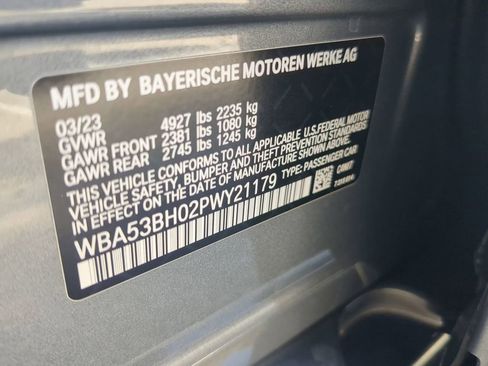 MFD BY BAYERISCHE MOTOREN WERKE AG
03/23
GVWR 4927 lbs 2235 kg
GAWR FRONT 2381 lbs 1080 kg
GAWR REAR 2745 lbs 1245 kg
THIS VEHICLE CONFORMS TO ALL APPLICABLE U.S. FEDERAL MOTOR
VEHICLE SAFETY, BUMPER, AND THEFT PREVENTION STANDARDS
IN EFFECT ON THE DATE OF MANUFACTURE SHOWN ABOVE.
WBA53BH02PWY21179 TYPE: PASSENGER CAR